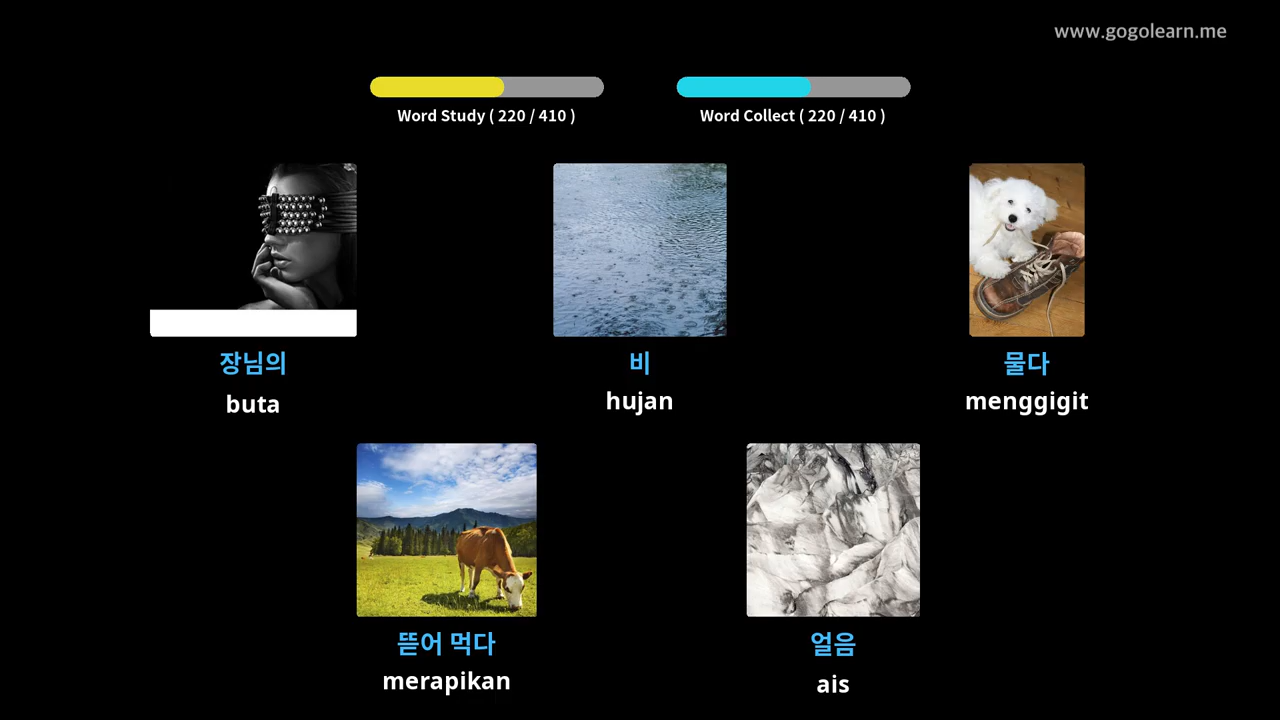 www.gogolearn.me
Word Study ( 220 / 410 )
Word Collect ( 220 / 410 )
장님의
buta
비
hujan
물다
menggigit
뜯어 먹다
merapikan
얼음
ais